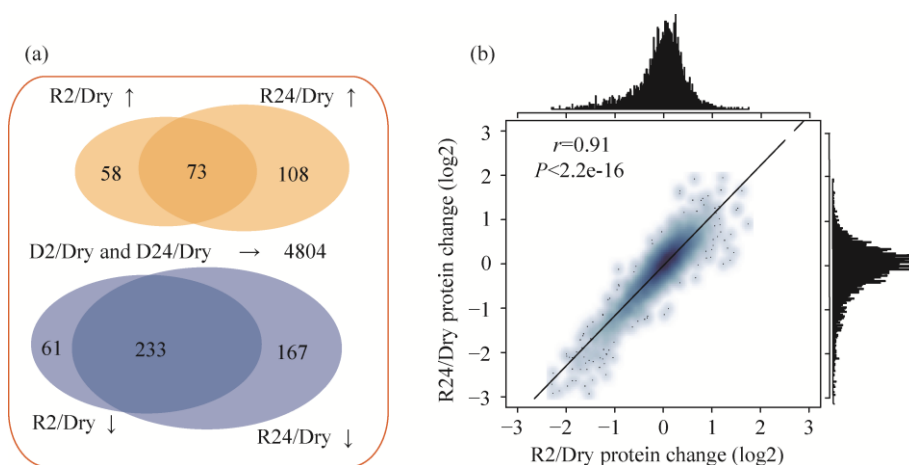 (a)
R2/Dry ↑
R24/Dry ↑
58
73
108
D2/Dry and D24/Dry → 4804
61
233
167
R2/Dry ↓
R24/Dry ↓
(b)
r=0.91
P<2.2e-16
R24/Dry protein change (log2)
3
2
1
0
−1
−2
−3
−3 −2 −1 0 1 2 3
R2/Dry protein change (log2)